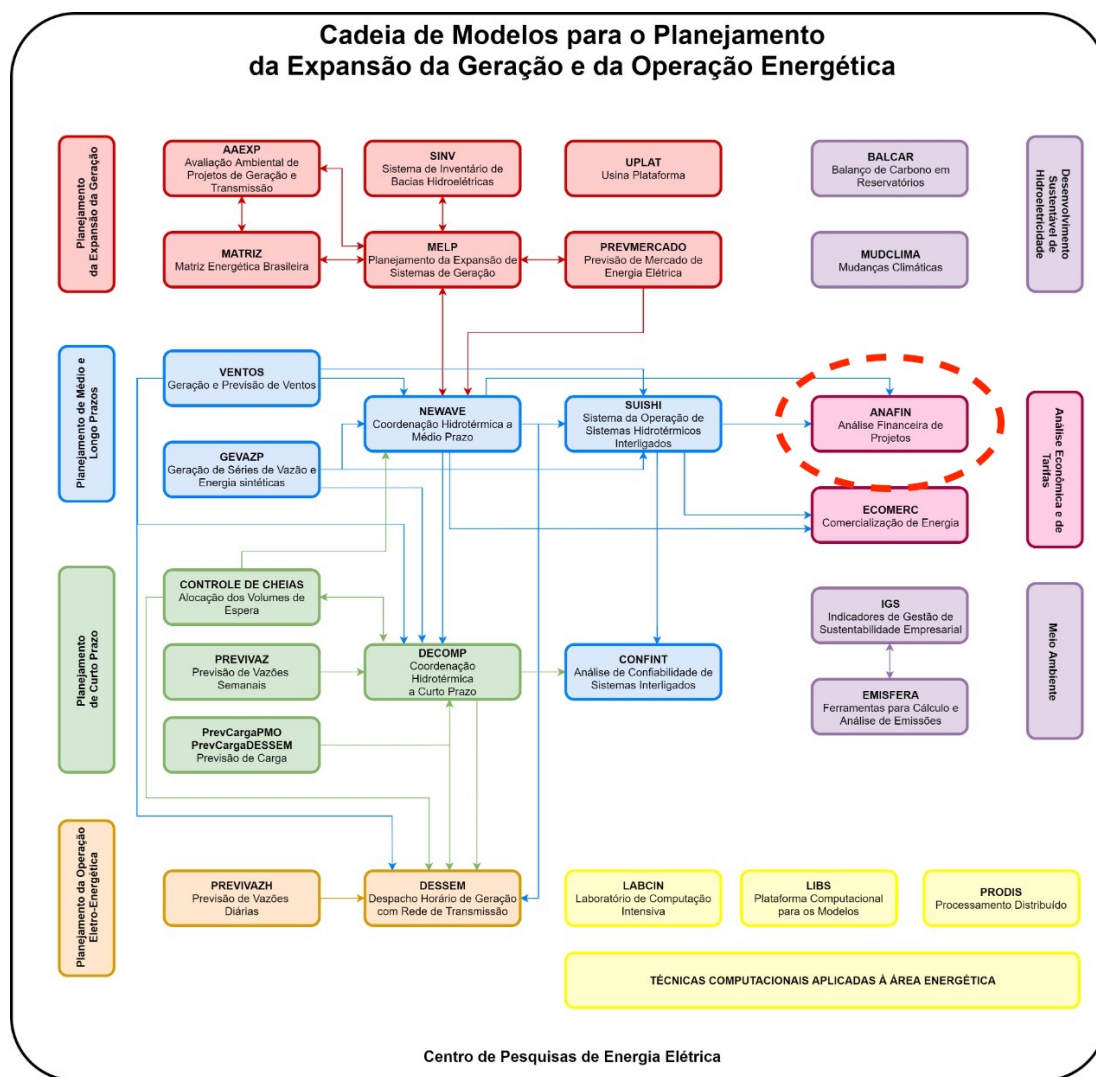 Cadeia de Modelos para o Planejamento
da Expansão da Geração e da Operação Energética
Planejamento
da Expansão da Geração
AAEXP
Avaliação Ambiental de
Projetos de Geração e
Transmissão
SINV
Sistema de Inventário de
Bacias Hidroelétricas
UPLAT
Usina Plataforma
BALCAR
Balanço de Carbono em
Reservatórios
Desenvolvimento
Sustentável de
Hidroeletricidade
MATRIZ
Matriz Energética Brasileira
MELP
Planejamento da Expansão de
Sistemas de Geração
PREVMERCADO
Previsão de Mercado de
Energia Elétrica
MUDCLIMA
Mudanças Climáticas
Planejamento de Médio e
Longo Prazos
VENTOS
Geração e Previsão de Ventos
NEWAVE
Coordenação Hidrotérmica a
Médio Prazo
SUISHI
Sistema da Operação de
Sistemas Hidrotérmicos
Interligados
ANAFIN
Análise Financeira de
Projetos
Análise Econômica e de
Tarifas
GEVAZP
Geração de Séries de Vazão e
Energia sintéticas
ECOMERC
Comercialização de Energia
Planejamento
de Curto Prazo
CONTROLE DE CHEIAS
Alocação dos Volumes de
Espera
IGS
Indicadores de Gestão de
Sustentabilidade Empresarial
Meio Ambiente
PREVIVAZ
Previsão de Vazões
Semanais
DECOMP
Coordenação
Hidrotérmica
a Curto Prazo
CONFINT
Análise de Confiabilidade de
Sistemas Interligados
EMISFERA
Ferramentas para Cálculo e
Análise de Emissões
PrevCargaPMO
PrevCargaDESSEM
Previsão de Carga
Planejamento da Operação
Eletro-Energética
PREVIVAZH
Previsão de Vazões
Diárias
DESSEM
Despacho Horário de Geração
com Rede de Transmissão
LABCIN
Laboratório de Computação
Intensiva
LIBS
Plataforma Computacional
para os Modelos
PRODIS
Processamento Distribuído
TÉCNICAS COMPUTACIONAIS APLICADAS À ÁREA ENERGÉTICA
Centro de Pesquisas de Energia Elétrica